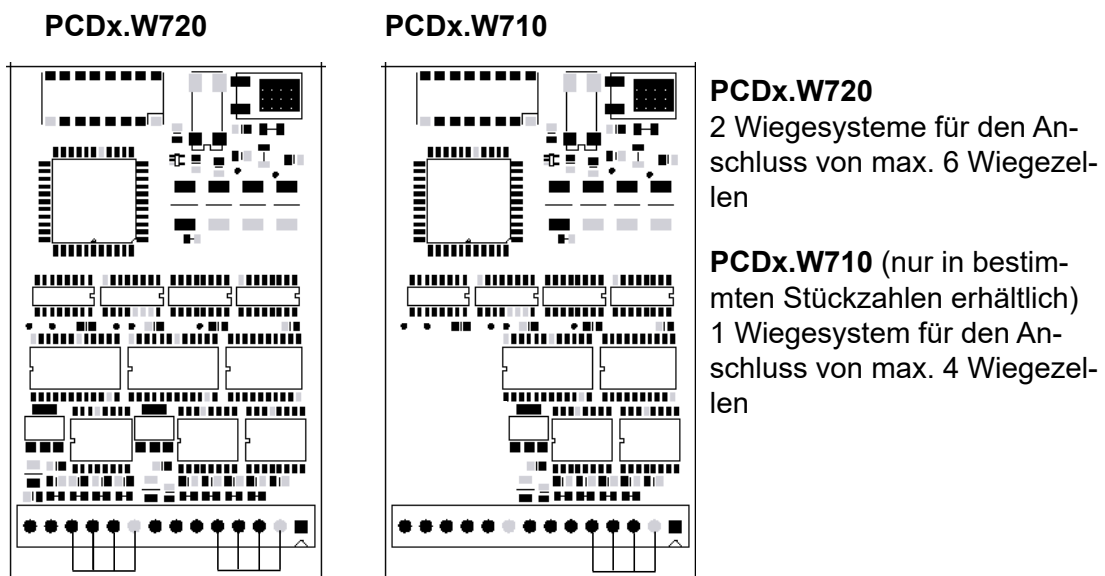 PCDx.W720
PCDx.W710
PCDx.W720
2 Wiegesysteme für den An-
schluss von max. 6 Wiegezel-
len
PCDx.W710 (nur in bestim-
mten Stückzahlen erhältlich)
1 Wiegesystem für den An-
schluss von max. 4 Wiegezel-
len